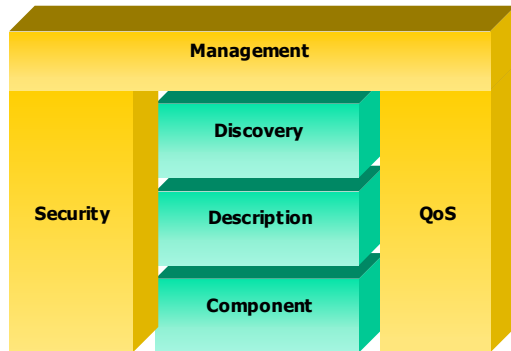 Management
Discovery
Security
Description
QoS
Component